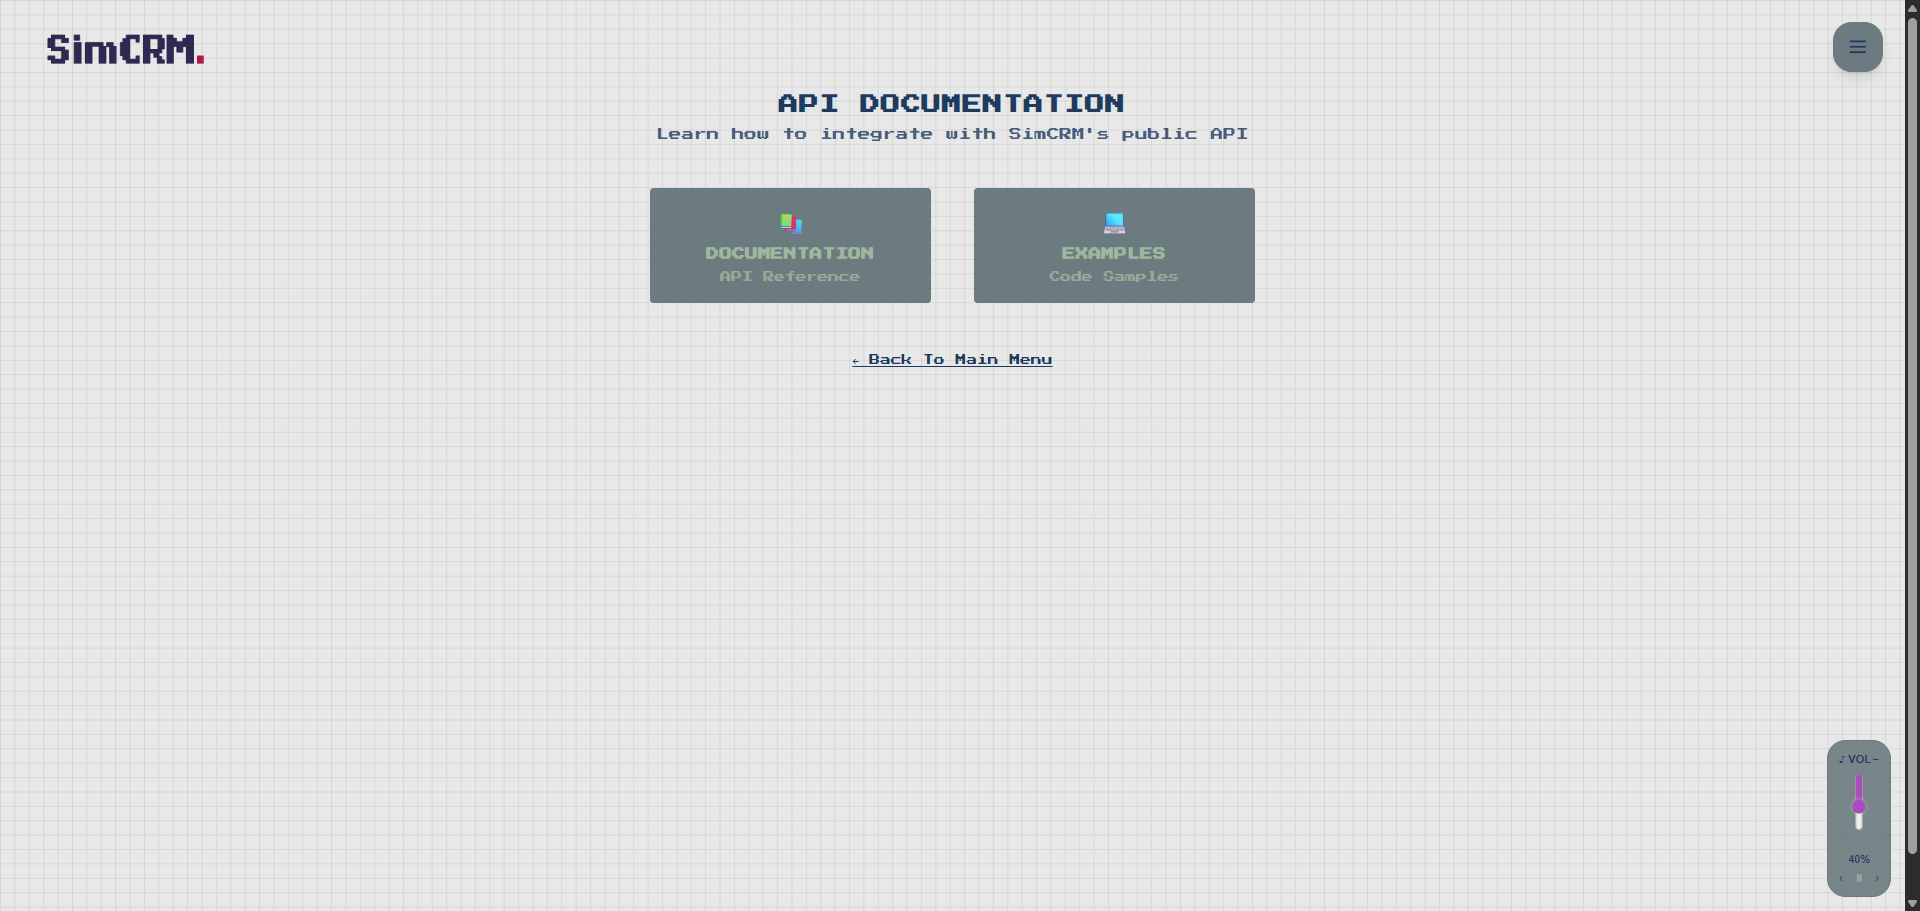 SimCRM.
API DOCUMENTATION
Learn how to integrate with SimCRM's public API
DOCUMENTATION
API Reference
EXAMPLES
Code Samples
← Back To Main Menu
♪ VOL −
40%
‹ ⏸ ›